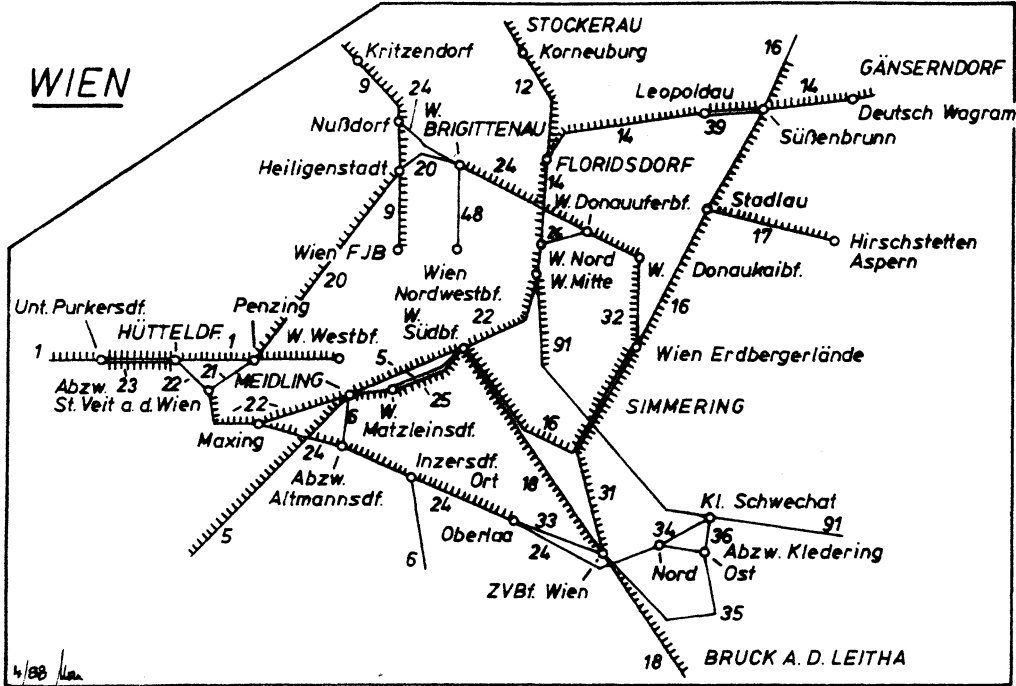 WIEN
Kritzendorf
9
24
STOCKERAU
Korneuburg
12
16
GÄNSERNDORF
14
Leopoldau
Deutsch Wagram
39
14
Süßenbrunn
W.
BRIGITTENAU
Nußdorf
Heiligenstadt
20
24
FLORIDSDORF
14
9
48
W. Donauuferbf.
Stadlau
17
Hirschstetten
Aspern
26
W. Nord
W. Mitte
W. Donaukaibf.
Wien FJB
Wien
Nordwestbf.
20
16
Unt. Purkersdf.
HÜTTELDF.
Penzing
W.
Südbf.
22
32
91
1
1
W. Westbf.
5
Wien Erdbergerlände
23
Abzw.
St. Veit a. d. Wien
22
21
MEIDLING
25
22
6
W.
Matzleinsdf.
SIMMERING
Maxing
24
16
Abzw.
Altmannsdf.
Inzersdf.
Ort
24
18
31
Kl. Schwechat
5
6
Oberlaa
33
24
34
36
91
Abzw. Kledering
Nord
Ost
ZVBf. Wien
35
18
BRUCK A. D. LEITHA
4/88